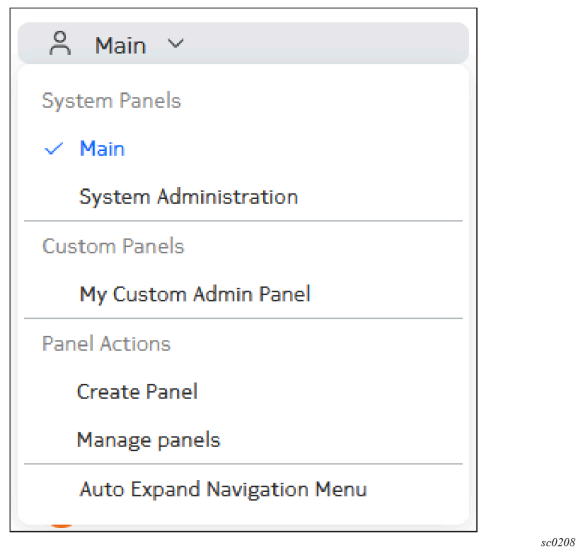 Main
System Panels
Main
System Administration
Custom Panels
My Custom Admin Panel
Panel Actions
Create Panel
Manage panels
Auto Expand Navigation Menu
sc0208